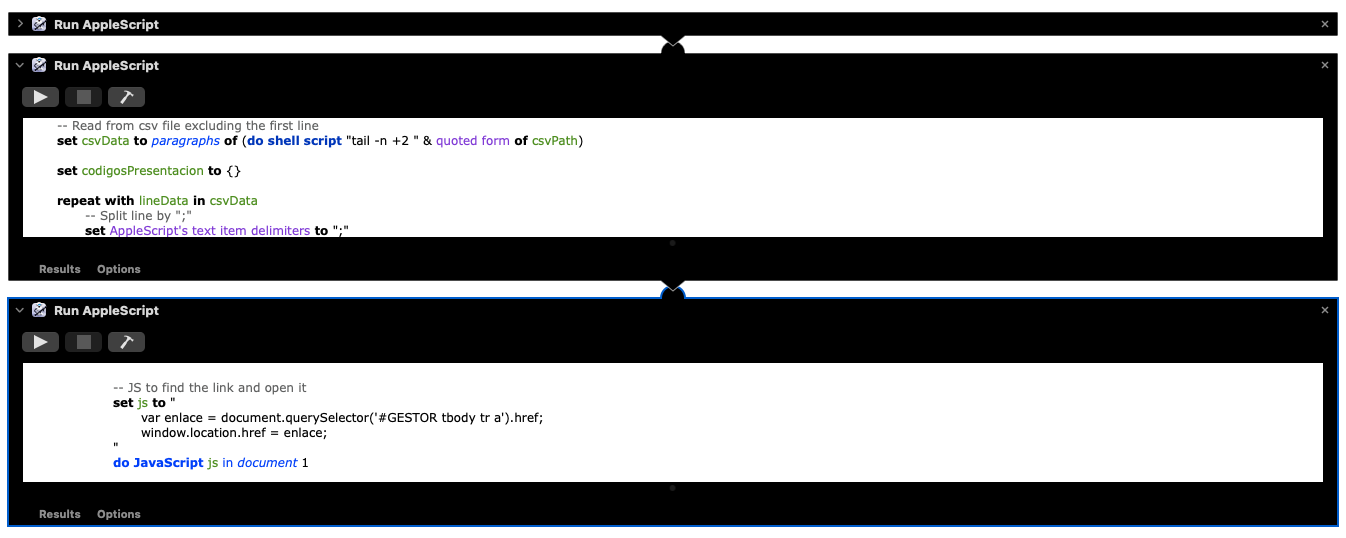 Run AppleScript
Run AppleScript
-- Read from csv file excluding the first line
set csvData to paragraphs of (do shell script "tail -n +2 " & quoted form of csvPath)
set codigosPresentacion to {}
repeat with lineData in csvData
-- Split line by ";"
set AppleScript's text item delimiters to ";"
Results Options
Run AppleScript
-- JS to find the link and open it
set js to "
var enlace = document.querySelector('#GESTOR tbody tr a').href;
window.location.href = enlace;
"
do JavaScript js in document 1
Results Options